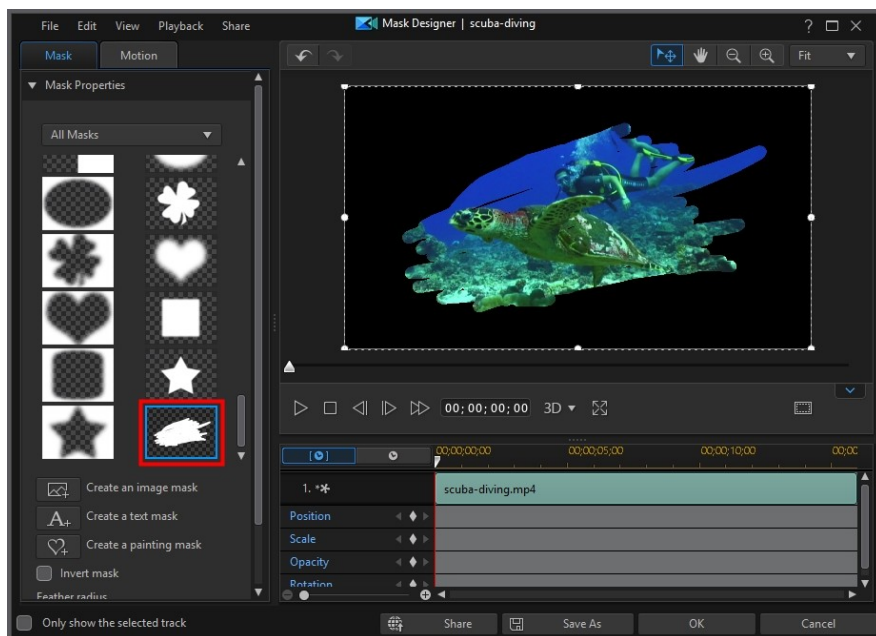 File Edit View Playback Share
Mask Designer | scuba-diving
?
Mask Motion
Fit
Mask Properties
All Masks
Create an image mask
A+ Create a text mask
Create a painting mask
Invert mask
Feather radius
00;00;00;00 3D
00;00;00;00 00;00;05;00 00;00;10;00 00;0C
1.
scuba-diving.mp4
Position
Scale
Opacity
Rotation
Only show the selected track
Share Save As OK Cancel